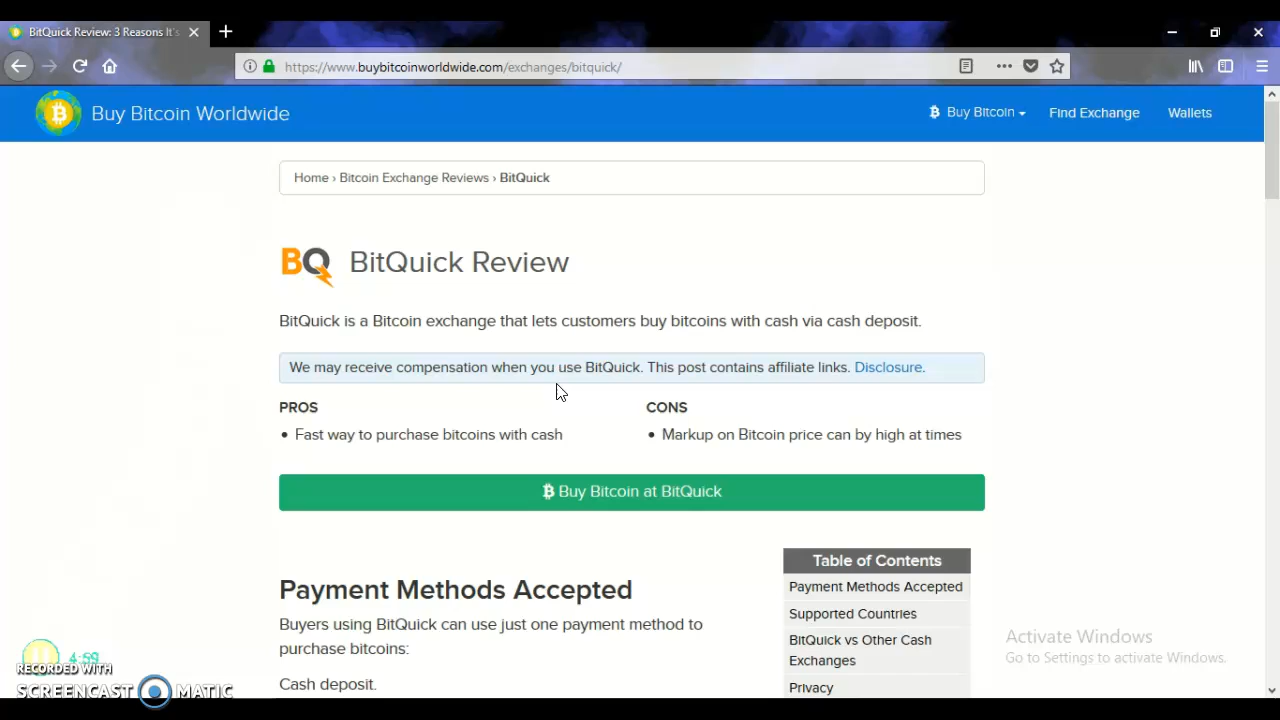 BitQuick Review: 3 Reasons It's
https://www.buybitcoinworldwide.com/exchanges/bitquick/
Buy Bitcoin Worldwide
Buy Bitcoin
Find Exchange
Wallets
Home › Bitcoin Exchange Reviews › BitQuick
BQ
BitQuick Review
BitQuick is a Bitcoin exchange that lets customers buy bitcoins with cash via cash deposit.
We may receive compensation when you use BitQuick. This post contains affiliate links. Disclosure.
PROS
• Fast way to purchase bitcoins with cash
CONS
• Markup on Bitcoin price can by high at times
Buy Bitcoin at BitQuick
Payment Methods Accepted
Buyers using BitQuick can use just one payment method to
purchase bitcoins:
Cash deposit.
Table of Contents
Payment Methods Accepted
Supported Countries
BitQuick vs Other Cash
Exchanges
Privacy
Activate Windows
Go to Settings to activate Windows.
4:59
RECORDED WITH
SCREENCAST MATIC